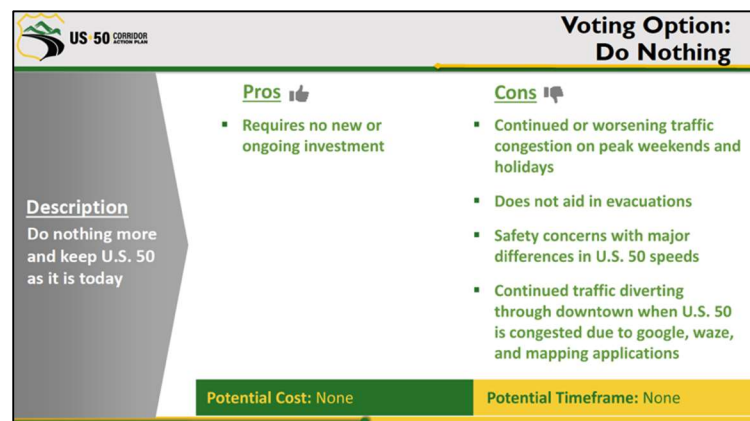 US 50 CORRIDOR
ACTION PLAN
Voting Option:
Do Nothing
Description
Do nothing more
and keep U.S. 50
as it is today
Pros
▪ Requires no new or
ongoing investment
Cons
▪ Continued or worsening traffic
congestion on peak weekends and
holidays
▪ Does not aid in evacuations
▪ Safety concerns with major
differences in U.S. 50 speeds
▪ Continued traffic diverting
through downtown when U.S. 50
is congested due to google, waze,
and mapping applications
Potential Cost: None
Potential Timeframe: None